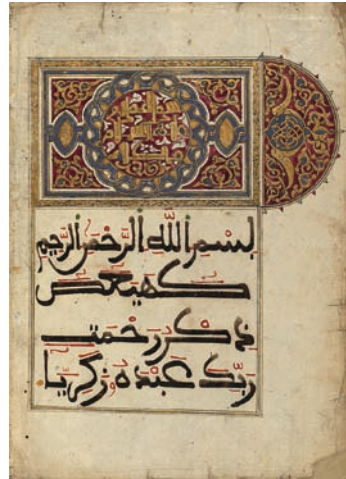 بسم الله الرحمن الرحيم
كهيعص
ذكر رحمت
ربك عبده زكريا